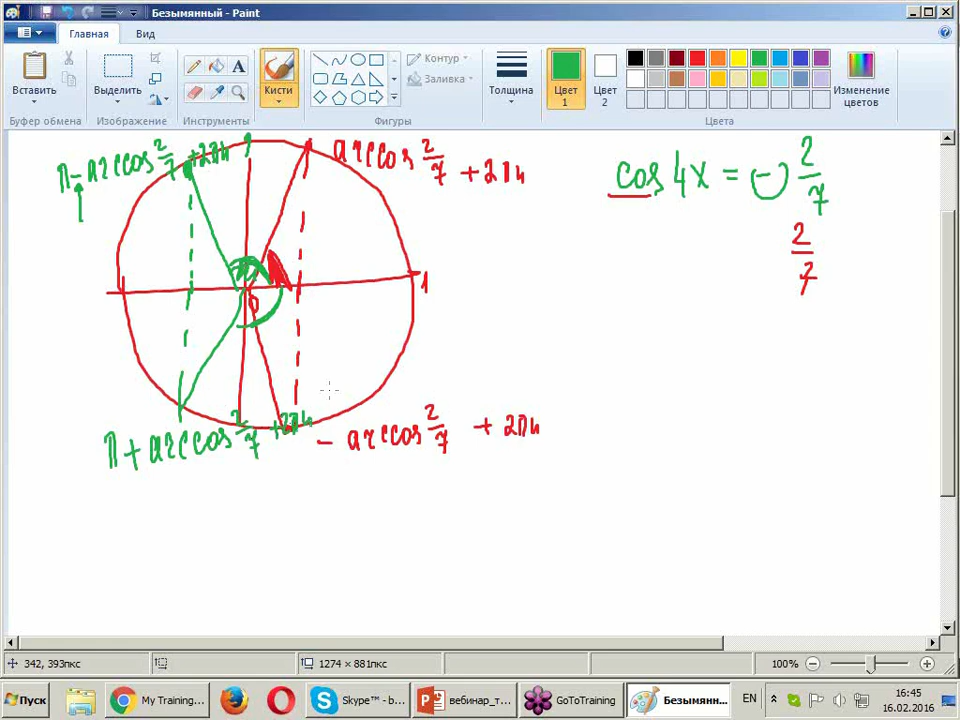 Безымянный - Paint
Главная
Вид
Вставить
Выделить
Кисти
Контур
Заливка
Толщина
Цвет 1
Цвет 2
Изменение цветов
Буфер обмена
Изображение
Инструменты
Фигуры
Цвета
π - arccos 2/7 + 2πn
arccos 2/7 + 2πn
cos 4x = - 2/7
2/7
1
0
π + arccos 2/7 + 2πn
- arccos 2/7 + 2πn
342, 393пкс
1274 × 881пкс
100%
Пуск
My Training...
Skype™ - b...
вебинар_т...
GoToTraining
Безымянн...
EN
16:45
16.02.2016